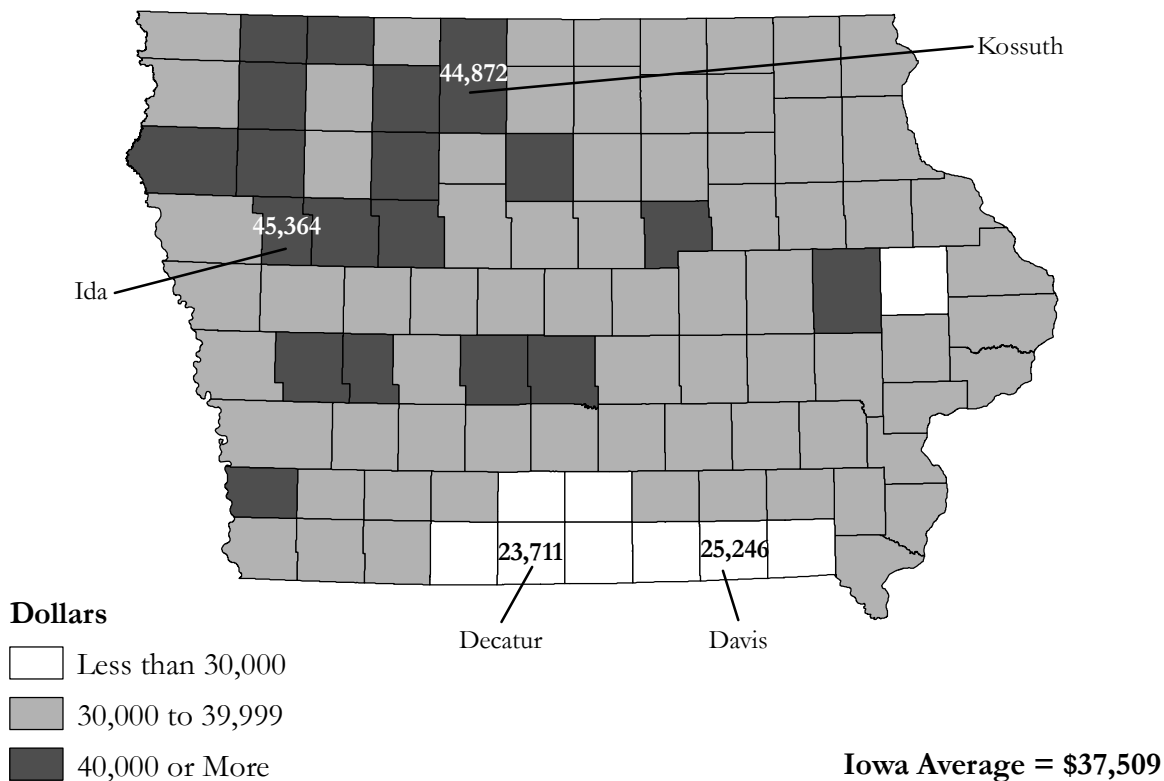 Kossuth
44,872
45,364
Ida
23,711
25,246
Decatur
Davis
Dollars
Less than 30,000
30,000 to 39,999
40,000 or More
Iowa Average = $37,509